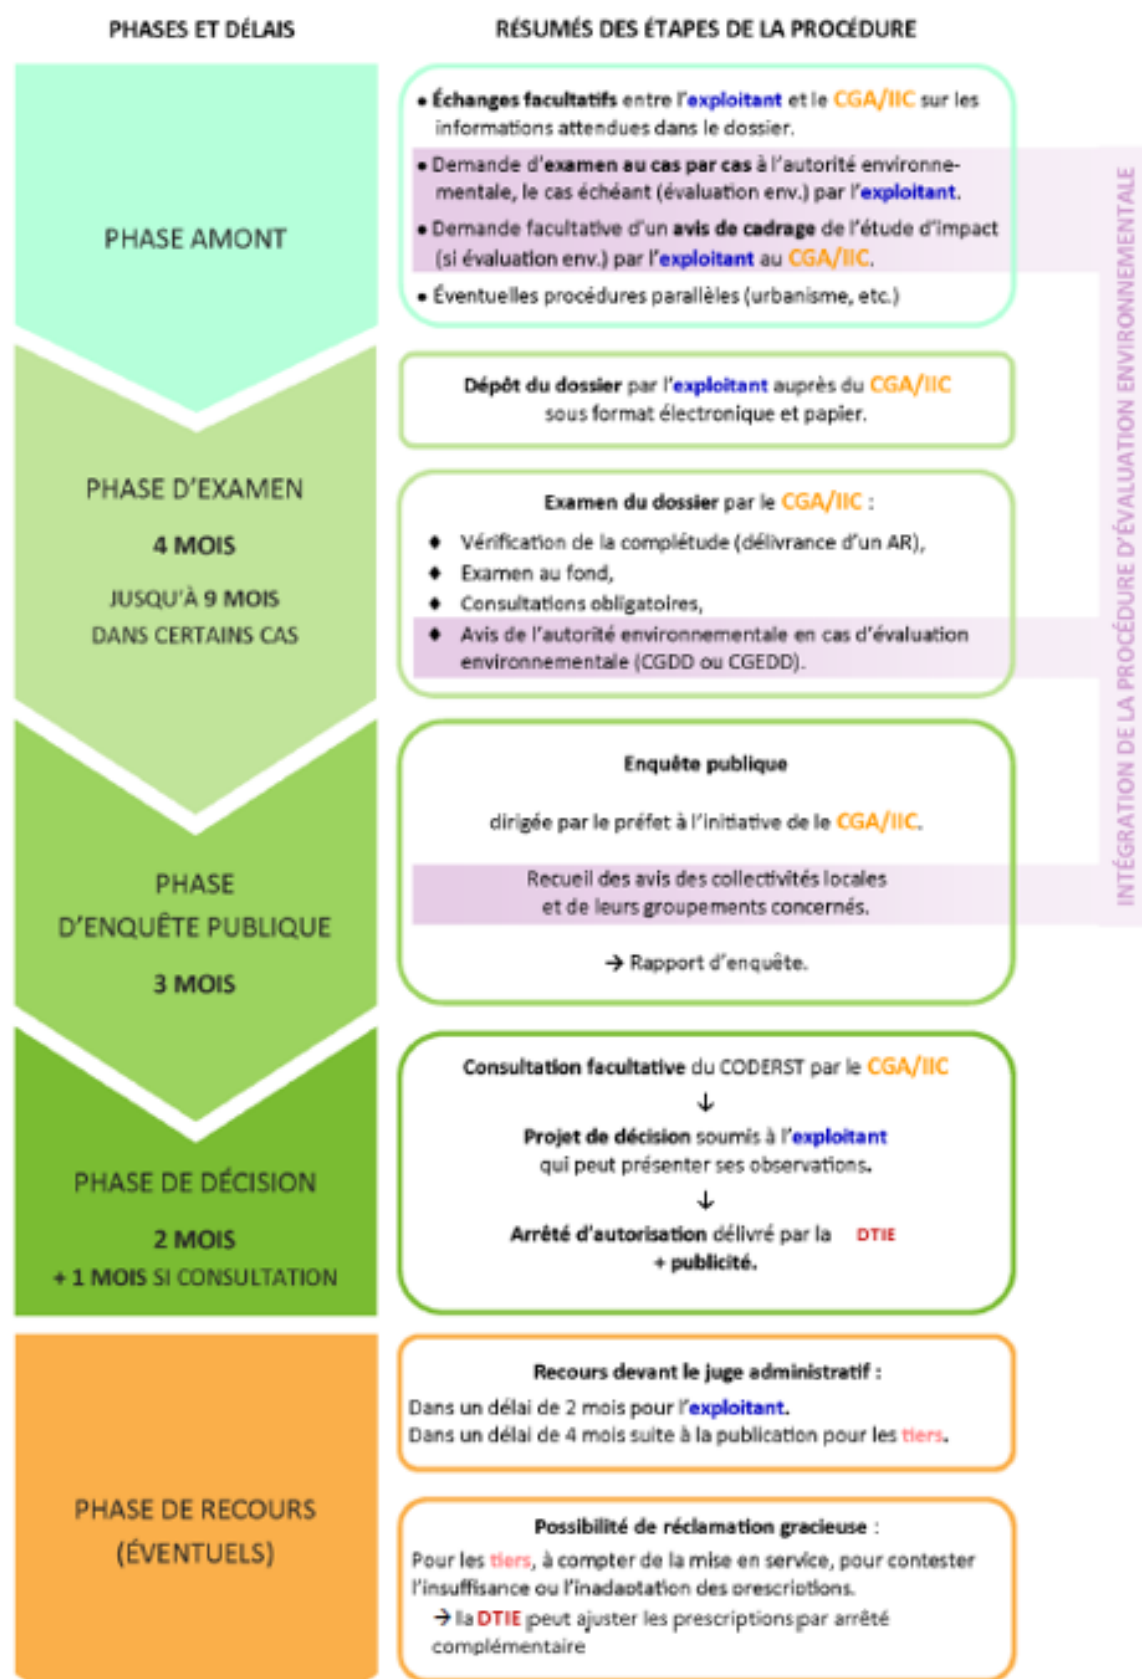 PHASES ET DÉLAIS
RÉSUMÉS DES ÉTAPES DE LA PROCÉDURE
PHASE AMONT
• Échanges facultatifs entre l'exploitant et le CGA/IIC sur les
informations attendues dans le dossier.
• Demande d'examen au cas par cas à l'autorité environne-
mentale, le cas échéant (évaluation env.) par l'exploitant.
• Demande facultative d'un avis de cadrage de l'étude d'impact
(si évaluation env.) par l'exploitant au CGA/IIC.
• Éventuelles procédures parallèles (urbanisme, etc.)
INTÉGRATION DE LA PROCÉDURE D'ÉVALUATION ENVIRONNEMENTALE
PHASE D'EXAMEN
4 MOIS
JUSQU'À 9 MOIS
DANS CERTAINS CAS
Dépôt du dossier par l'exploitant auprès du CGA/IIC
sous format électronique et papier.
Examen du dossier par le CGA/IIC :
♦ Vérification de la complétude (délivrance d'un AR),
♦ Examen au fond,
♦ Consultations obligatoires,
♦ Avis de l'autorité environnementale en cas d'évaluation
environnementale (CGDD ou CGEDD).
PHASE
D'ENQUÊTE PUBLIQUE
3 MOIS
Enquête publique
dirigée par le préfet à l'initiative de le CGA/IIC.
Recueil des avis des collectivités locales
et de leurs groupements concernés.
→ Rapport d'enquête.
PHASE DE DÉCISION
2 MOIS
+ 1 MOIS SI CONSULTATION
Consultation facultative du CODERST par le CGA/IIC
↓
Projet de décision soumis à l'exploitant
qui peut présenter ses observations.
↓
Arrêté d'autorisation délivré par la DTIE
+ publicité.
PHASE DE RECOURS
(ÉVENTUELS)
Recours devant le juge administratif :
Dans un délai de 2 mois pour l'exploitant.
Dans un délai de 4 mois suite à la publication pour les tiers.
Possibilité de réclamation gracieuse :
Pour les tiers, à compter de la mise en service, pour contester
l'insuffisance ou l'inadaptation des prescriptions.
→ la DTIE peut ajuster les prescriptions par arrêté
complémentaire